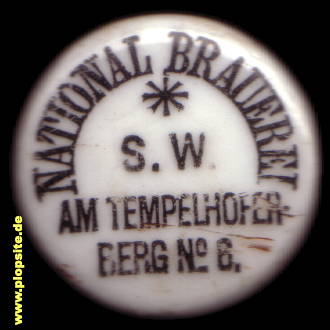 NATIONAL BRAUEREI
*
S. W.
AM TEMPELHOFER-
BERG No 6.
www.plopsite.de